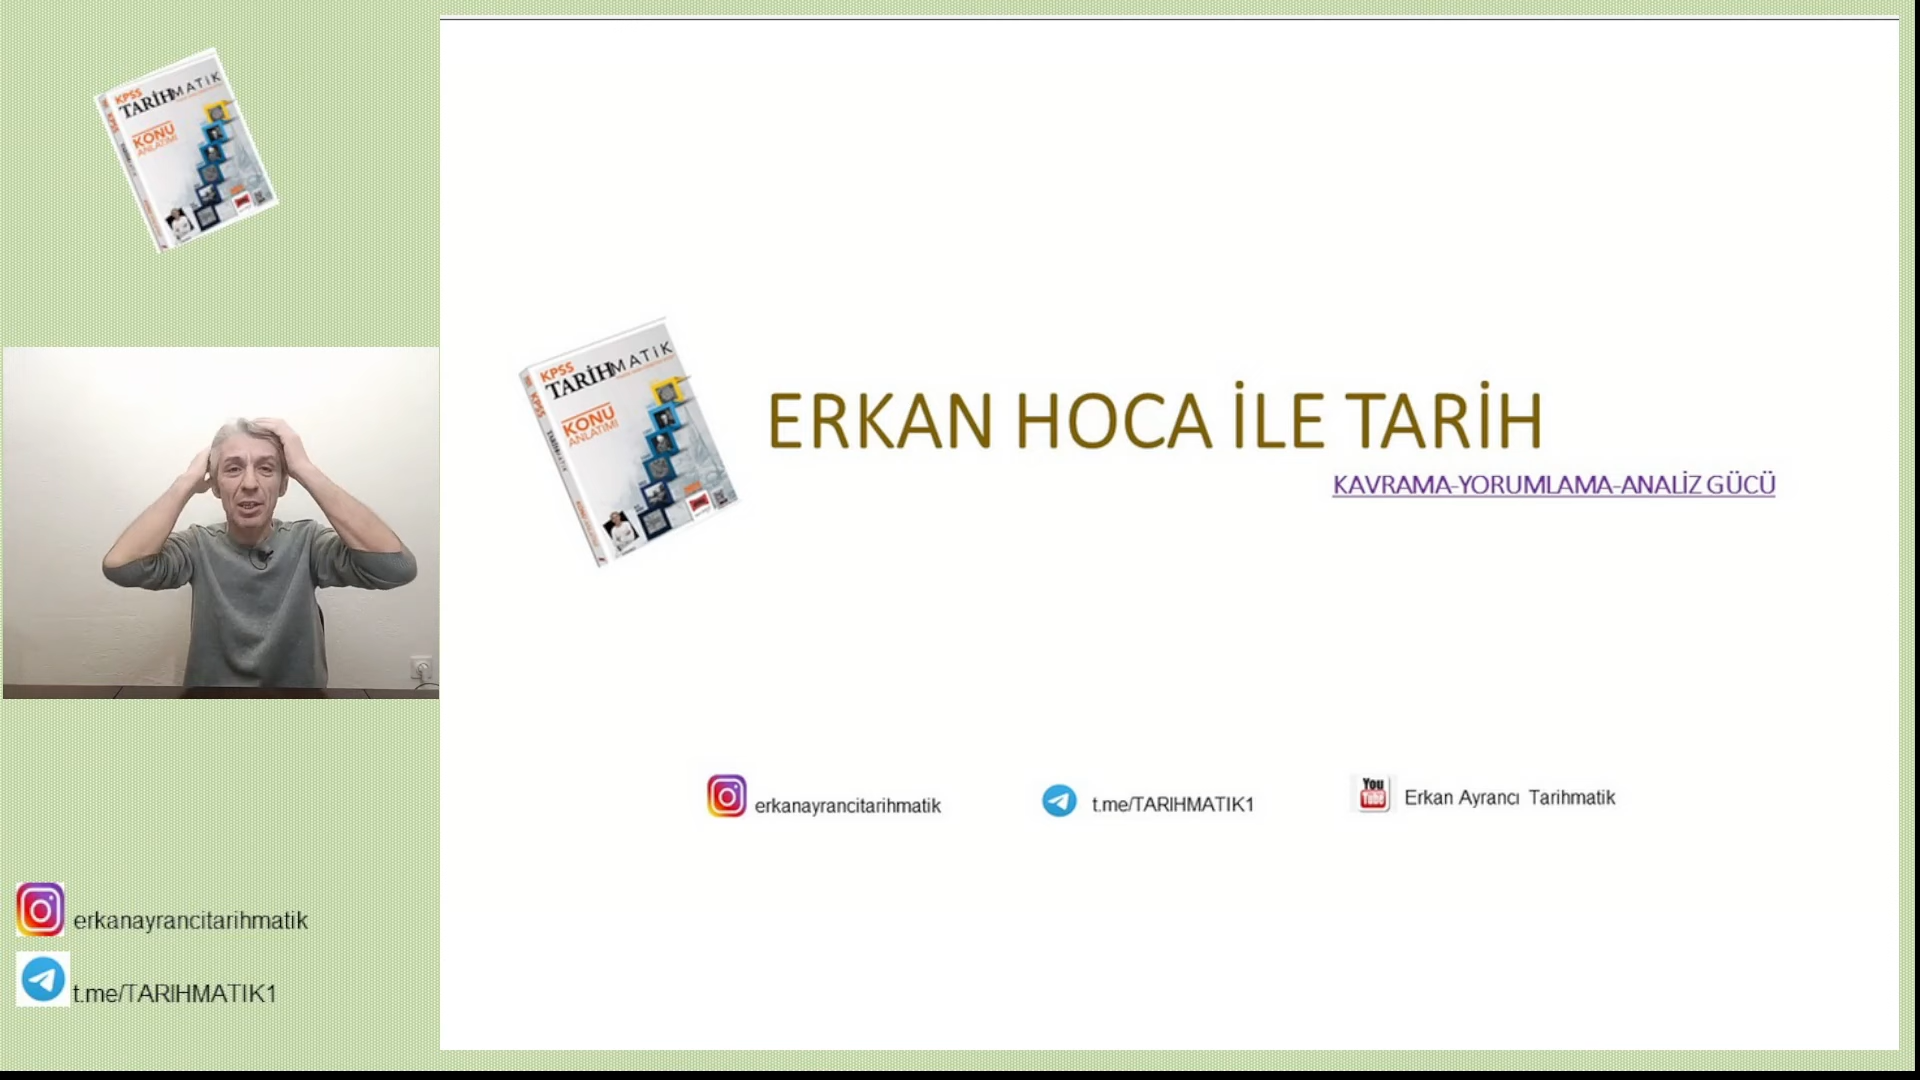 KPSS
TARİHMATİK
KONU
ANLATIMI
KPSS
TARİHMATİK
KPSS
KONU
ANLATIMI
ERKAN HOCA İLE TARİH
KAVRAMA-YORUMLAMA-ANALİZ GÜCÜ
erkanayrancitarihmatik
t.me/TARIHMATIK1
You
Tube
Erkan Ayrancı Tarihmatik
erkanayrancitarihmatik
t.me/TARIHMATIK1